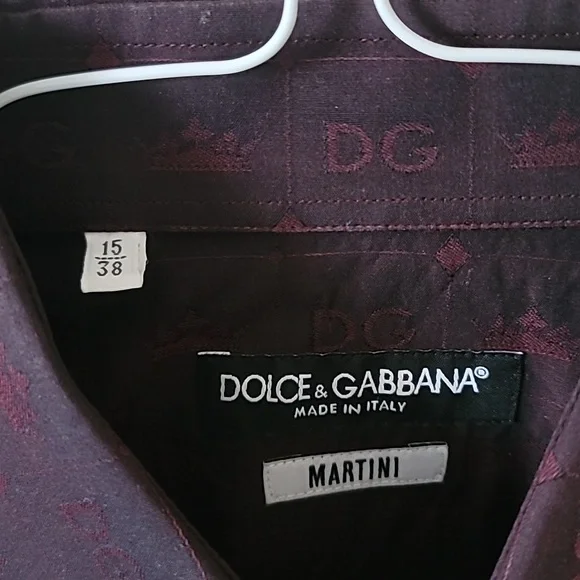 DG
15
38
DG
DOLCE & GABBANA®
MADE IN ITALY
MARTINI